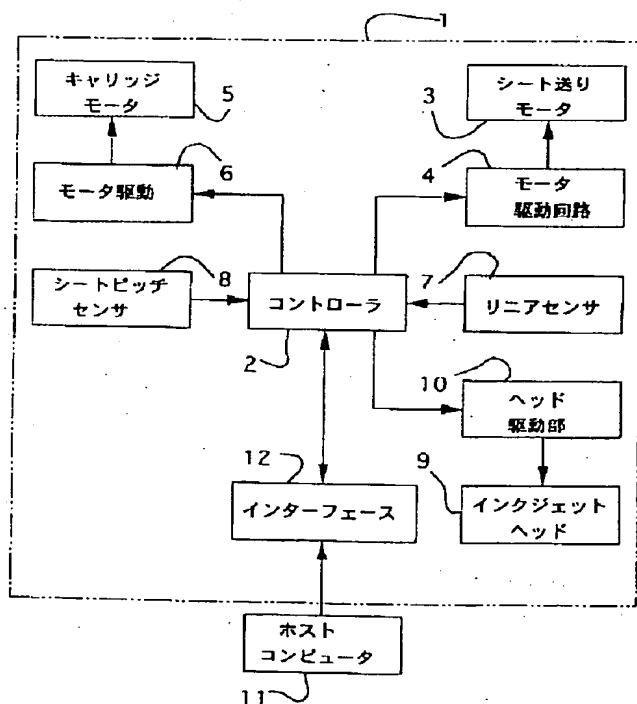 1
キャリッジ
モータ
5
シート送り
モータ
3
6
モータ駆動
4
モータ
駆動回路
シートピッチ
センサ
8
コントローラ
2
7
リニアセンサ
10
ヘッド
駆動部
12
インターフェース
9
インクジェット
ヘッド
ホスト
コンピュータ
11